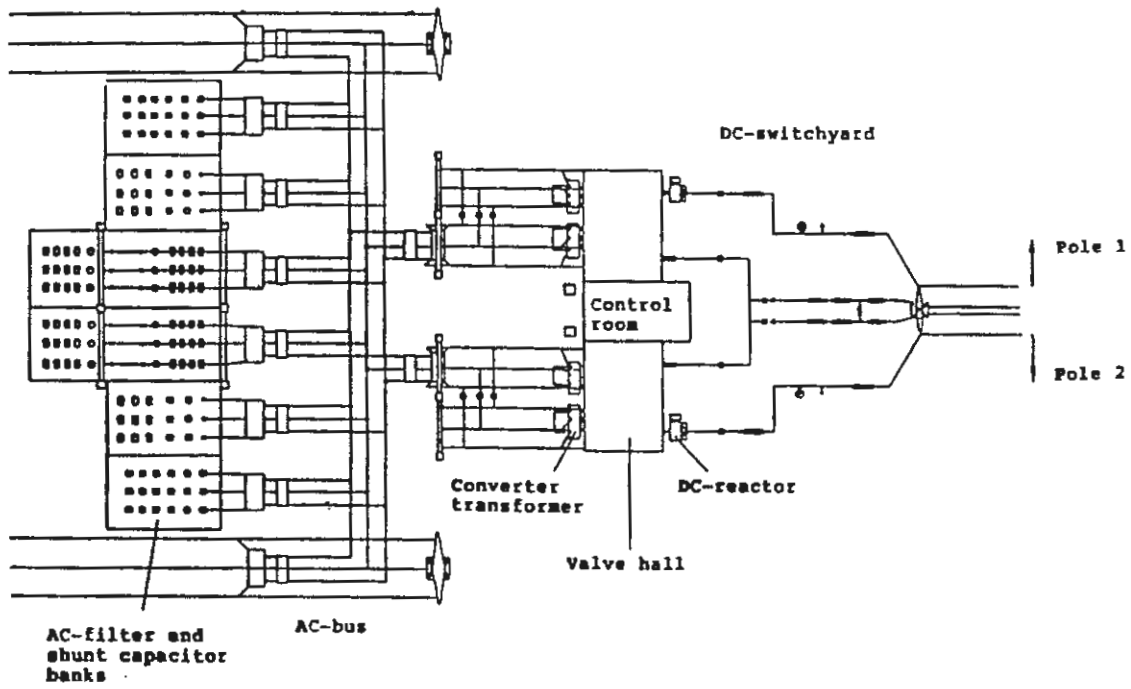 DC-switchyard
Pole 1
Control
room
Pole 2
Converter
transformer
DC-reactor
Valve hall
AC-bus
AC-filter and
shunt capacitor
banks